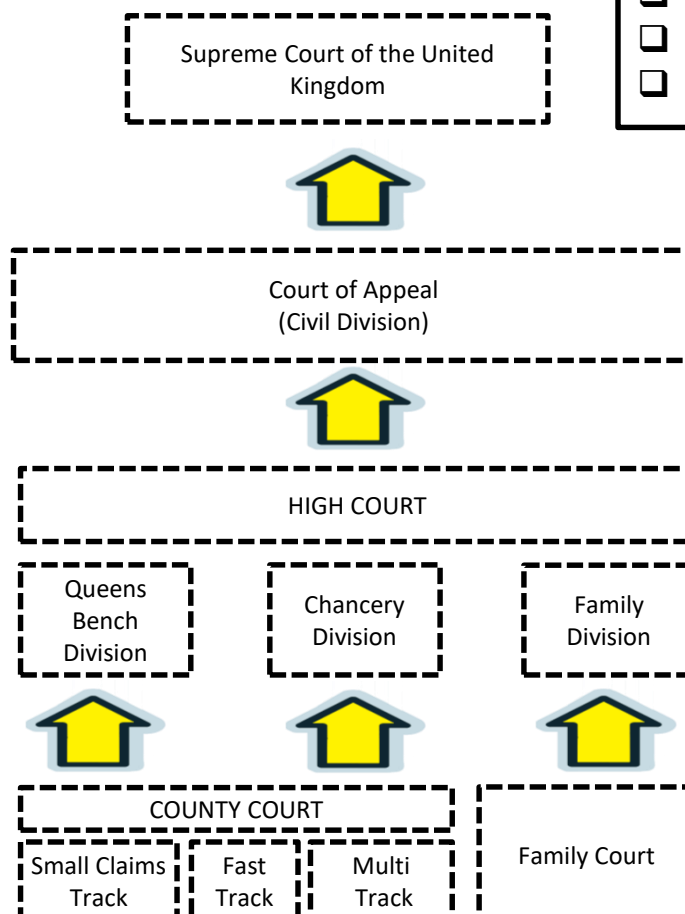 Supreme Court of the United
Kingdom
Court of Appeal
(Civil Division)
HIGH COURT
Queens
Bench
Division
Chancery
Division
Family
Division
COUNTY COURT
Small Claims
Track
Fast
Track
Multi
Track
Family Court